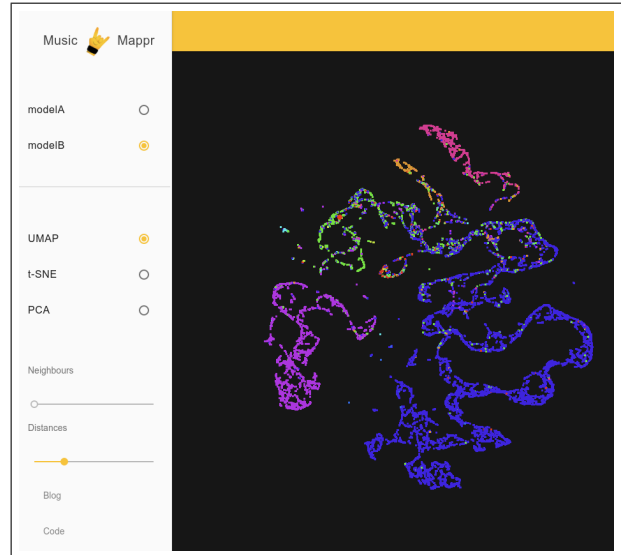 Music Mappr
modelA
modelB
UMAP
t-SNE
PCA
Neighbours
Distances
Blog
Code